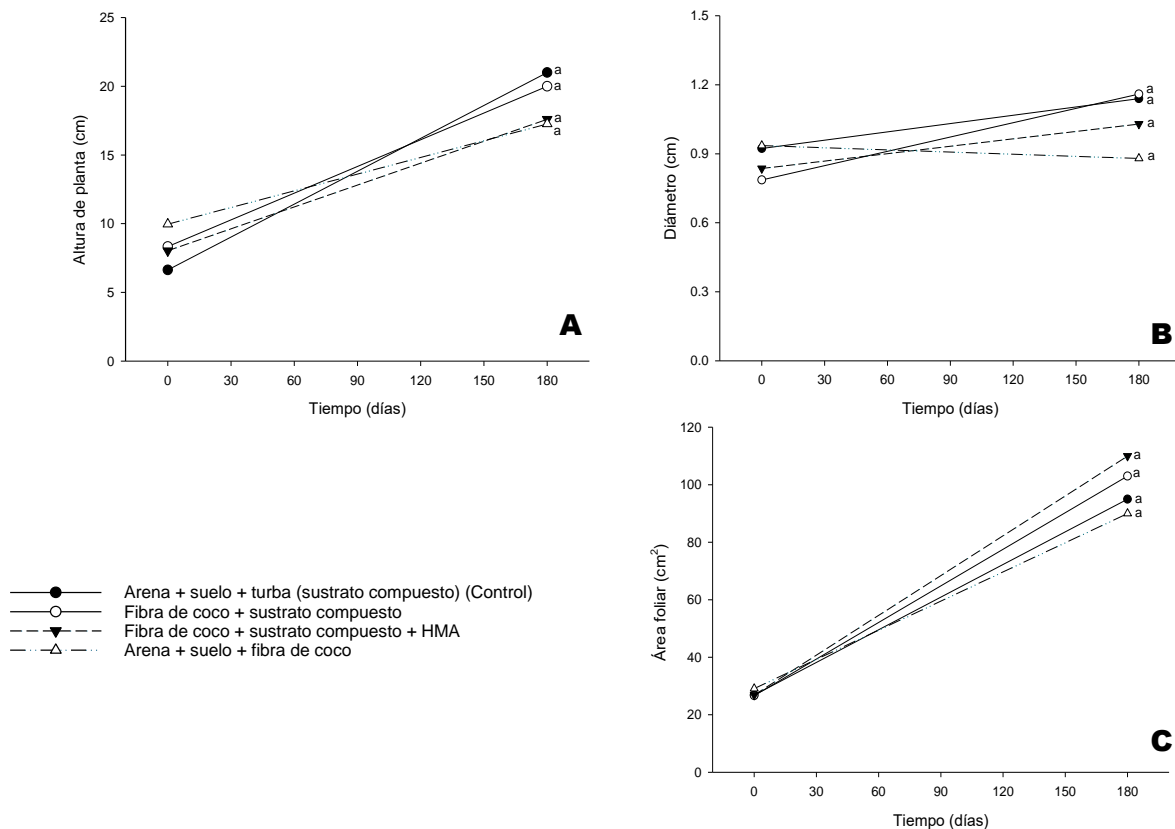 25
20
15
10
5
0
Altura de planta (cm)
a
a
a
a
A
0 30 60 90 120 150 180
Tiempo (días)
1.5
1.2
0.9
0.6
0.3
0.0
Diámetro (cm)
a
a
a
a
B
0 30 60 90 120 150 180
Tiempo (días)
Arena + suelo + turba (sustrato compuesto) (Control)
Fibra de coco + sustrato compuesto
Fibra de coco + sustrato compuesto + HMA
Arena + suelo + fibra de coco
120
100
80
60
40
20
0
Área foliar (cm²)
a
a
a
a
C
0 30 60 90 120 150 180
Tiempo (días)